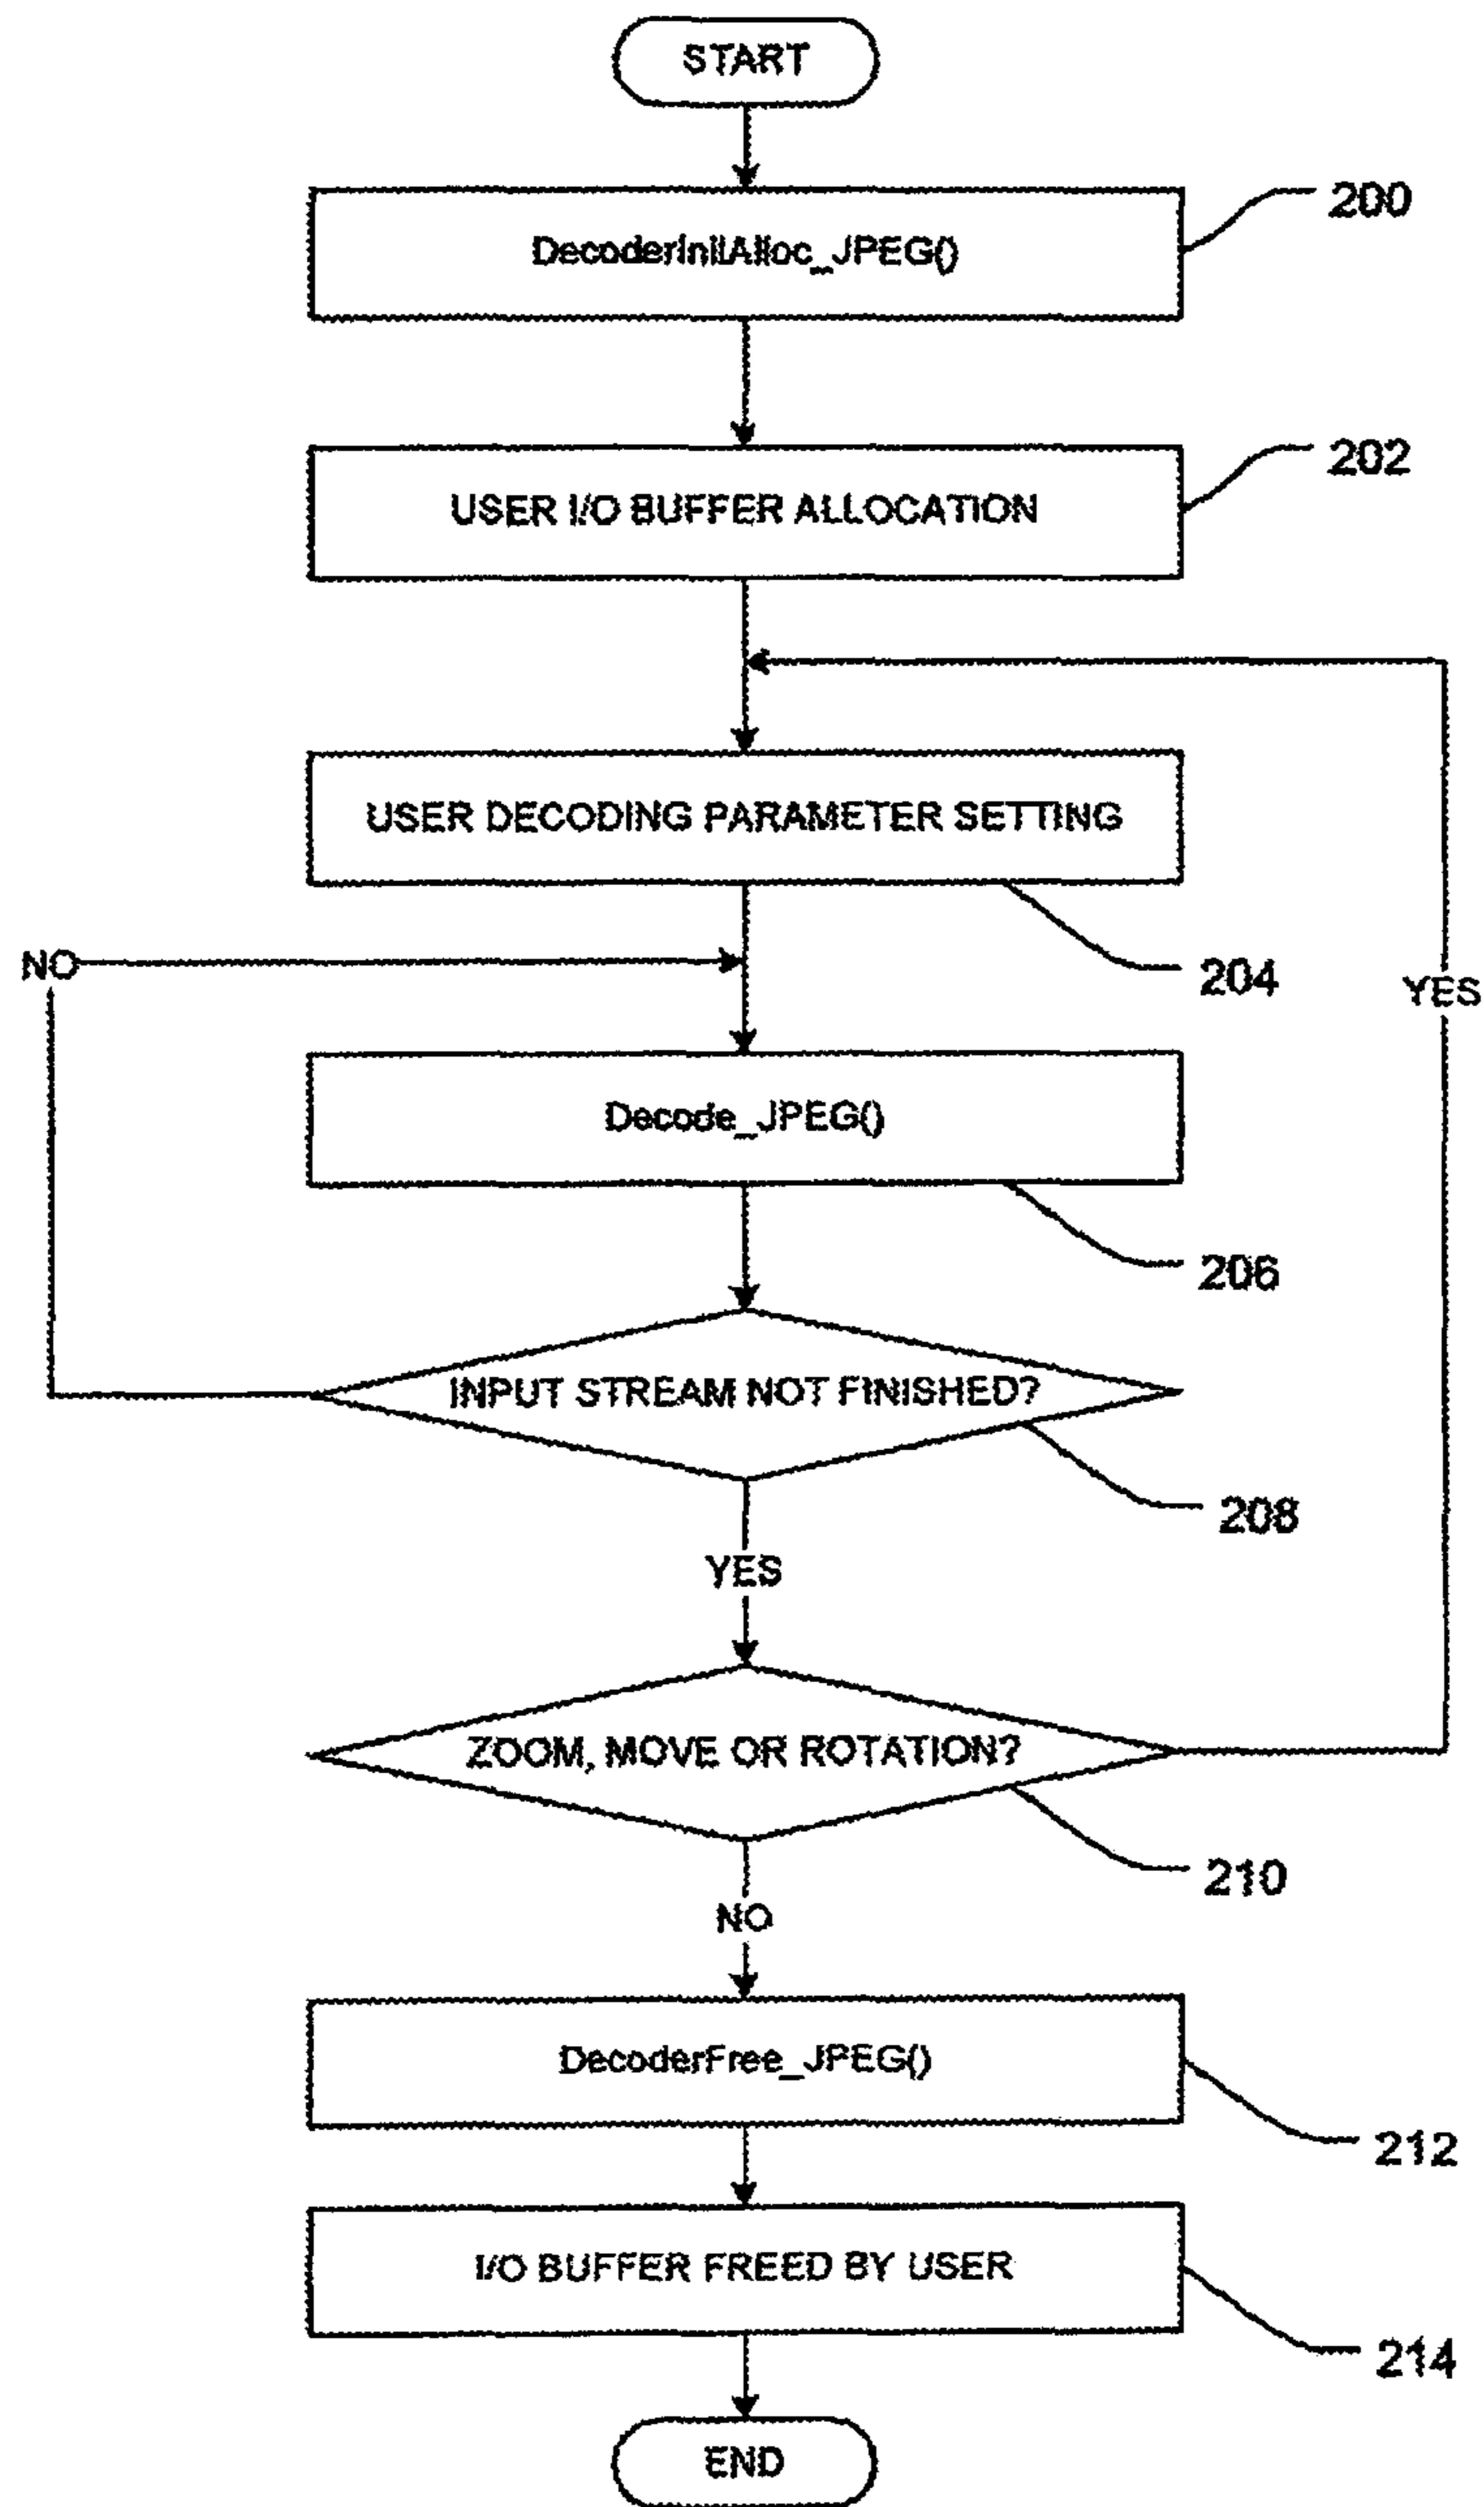 START
DecoderInitAlloc_JPEG()
200
USER I/O BUFFER ALLOCATION
202
USER DECODING PARAMETER SETTING
204
NO
YES
Decode_JPEG()
206
INPUT STREAM NOT FINISHED?
208
YES
ZOOM, MOVE OR ROTATION?
210
NO
DecoderFree_JPEG()
212
I/O BUFFER FREED BY USER
214
END